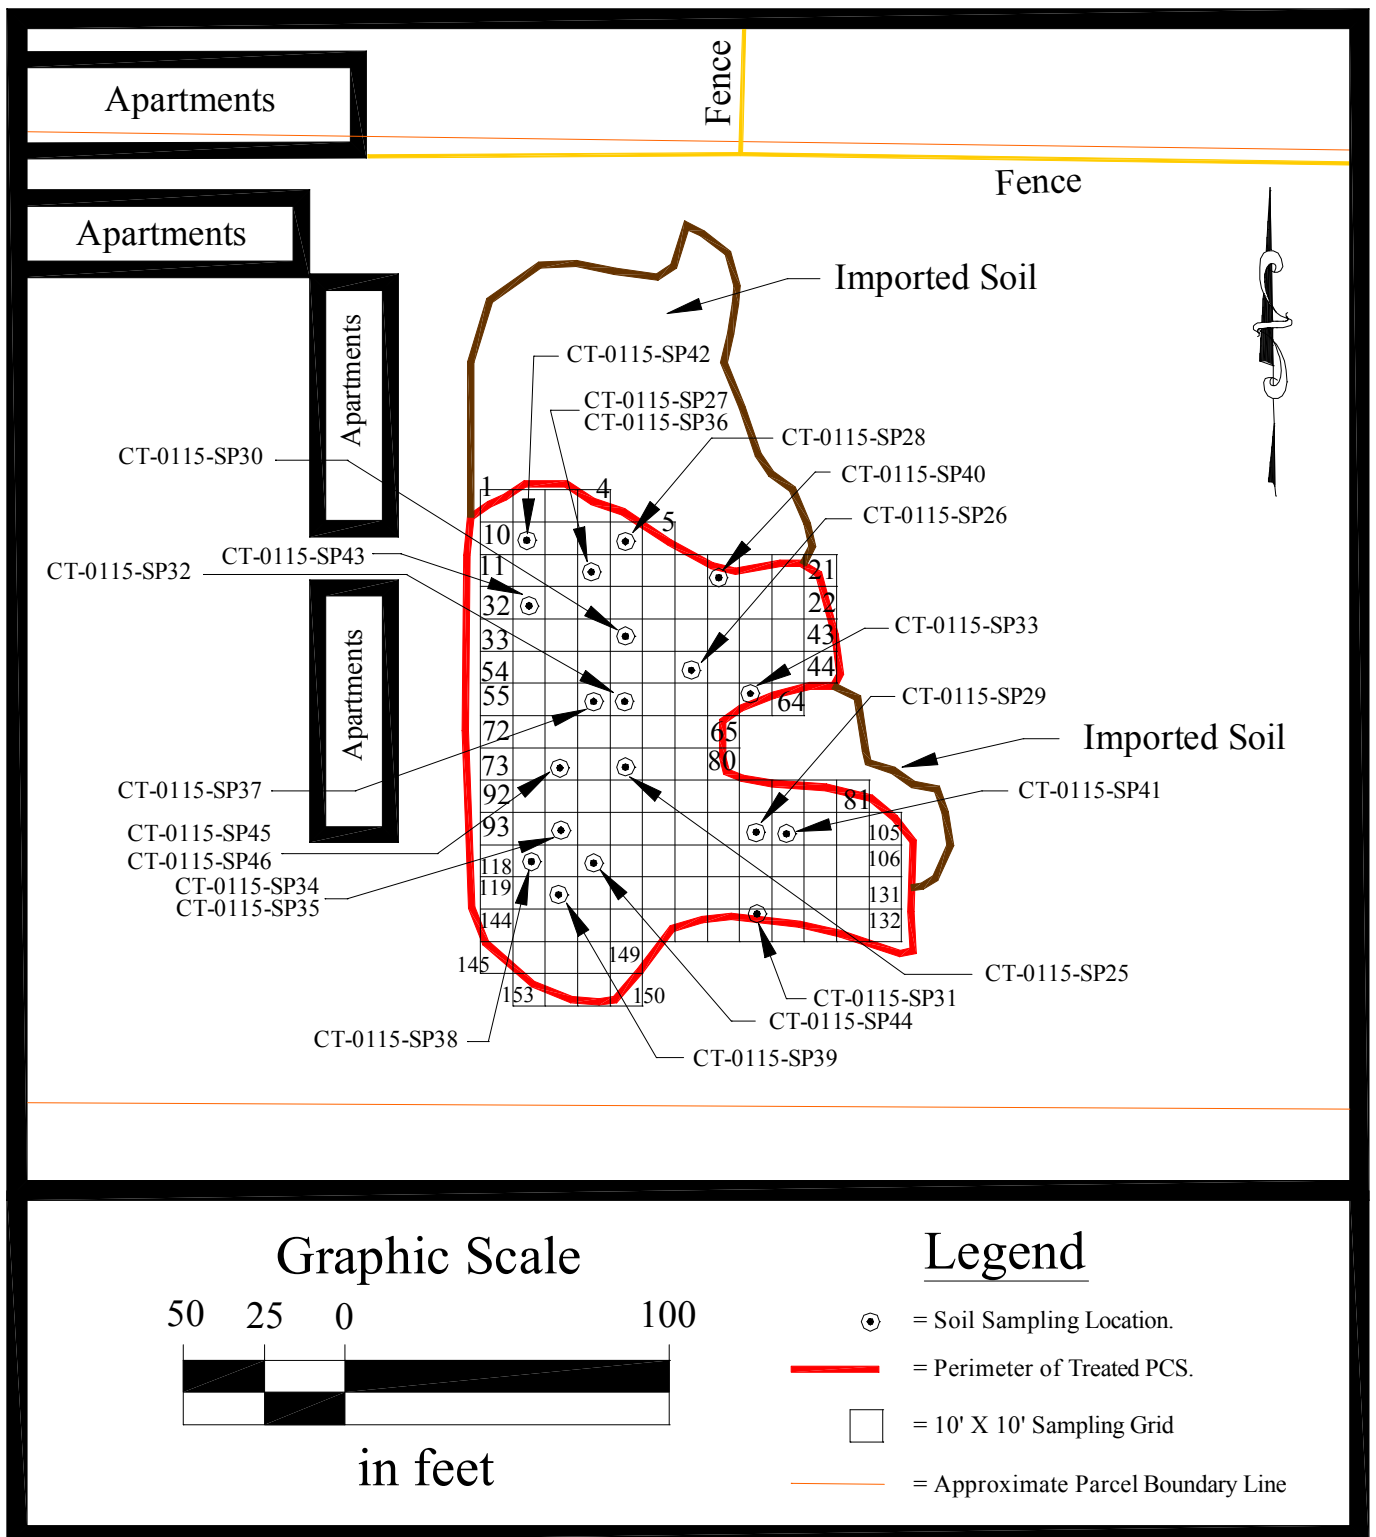 Apartments
Fence
Fence
Apartments
Imported Soil
Apartments
CT-0115-SP42
CT-0115-SP27
CT-0115-SP36
CT-0115-SP28
CT-0115-SP30
CT-0115-SP40
1
4
CT-0115-SP26
5
10
CT-0115-SP43
CT-0115-SP32
11
21
32
22
CT-0115-SP33
33
43
54
44
Apartments
55
64
CT-0115-SP29
72
65
Imported Soil
73
80
CT-0115-SP37
92
81
CT-0115-SP41
CT-0115-SP45
CT-0115-SP46
93
105
118
106
CT-0115-SP34
CT-0115-SP35
119
131
144
132
145
149
CT-0115-SP25
153
150
CT-0115-SP31
CT-0115-SP44
CT-0115-SP38
CT-0115-SP39
Graphic Scale
50 25 0 100
in feet
Legend
= Soil Sampling Location.
= Perimeter of Treated PCS.
= 10' X 10' Sampling Grid
= Approximate Parcel Boundary Line